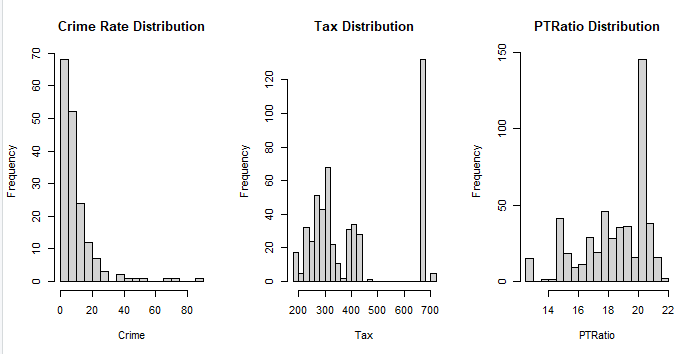 Crime Rate Distribution
Frequency
0 10 20 30 40 50 60 70
0 20 40 60 80
Crime
Tax Distribution
Frequency
0 20 40 60 80 100 120
200 300 400 500 600 700
Tax
PTRatio Distribution
Frequency
0 50 100 150
14 16 18 20 22
PTRatio